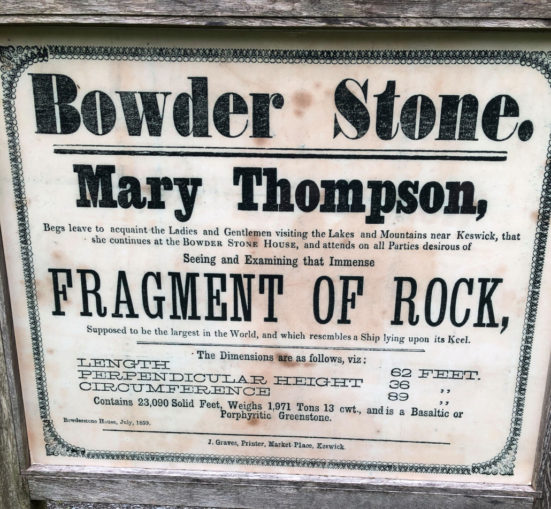 Bowder Stone.
Mary Thompson,
Begs leave to acquaint the Ladies and Gentlemen visiting the Lakes and Mountains near Keswick, that
she continues at the BOWDER STONE HOUSE, and attends on all Parties desirous of
Seeing and Examining that Immense
FRAGMENT OF ROCK,
Supposed to be the largest in the World, and which resembles a Ship lying upon its Keel.
The Dimensions are as follows, viz:
LENGTH 62 FEET.
PERPENDICULAR HEIGHT 36 ,,
CIRCUMFERENCE 89 ,,
Contains 23,090 Solid Feet, Weighs 1,971 Tons 13 cwt., and is a Basaltic or
Porphyritic Greenstone.
Bowderstone House, July,
J. Graves, Printer, Market Place, Keswick